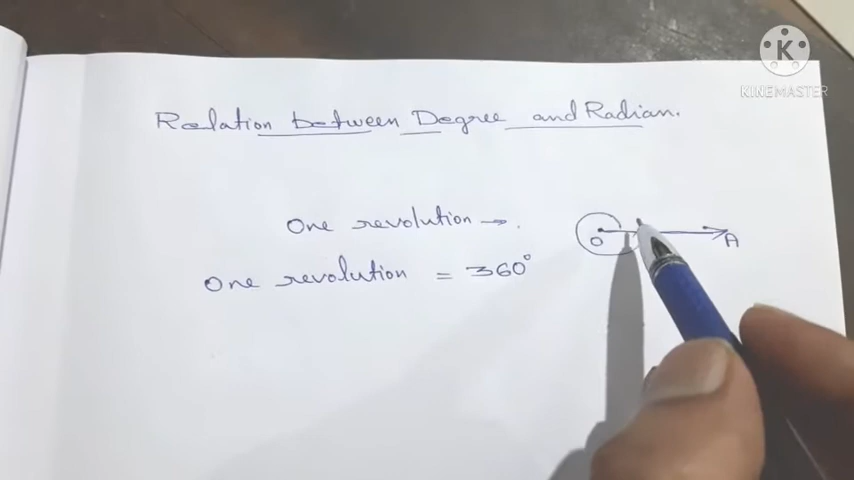 K
KINEMASTER
Relation between Degree and Radian.
One revolution →.
O A
One revolution = 360°